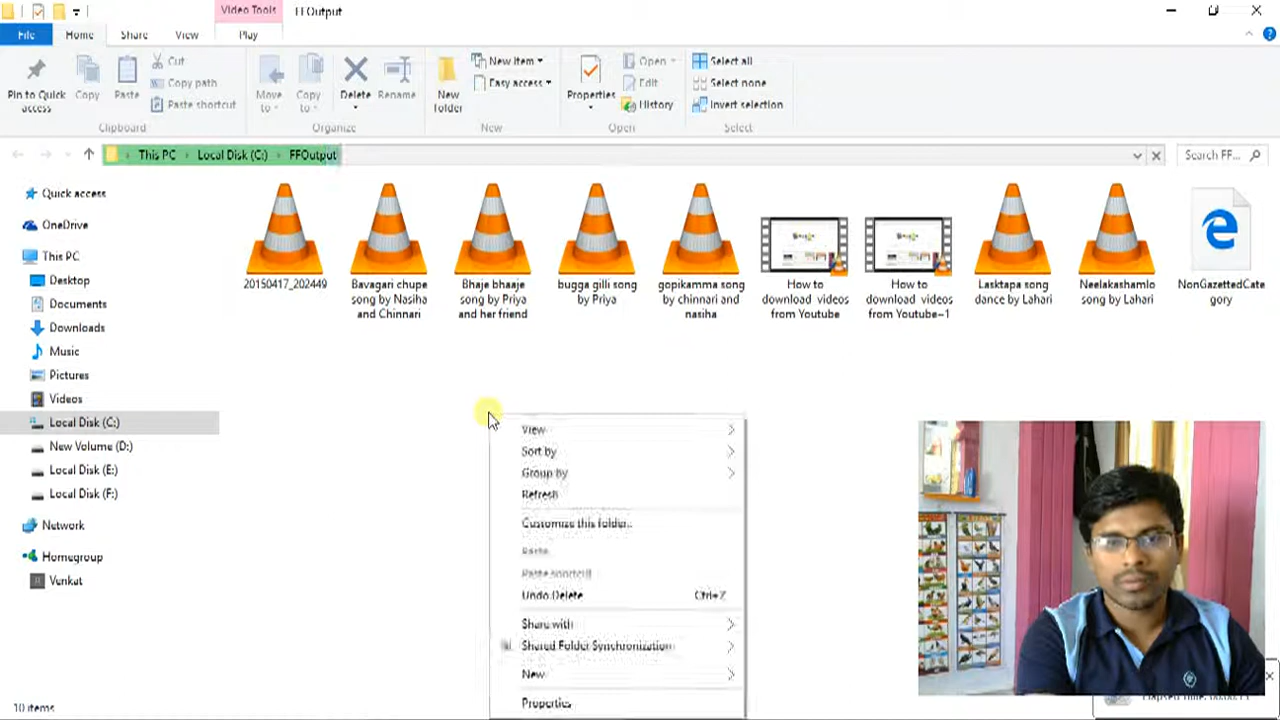 Video Tools
FFOutput
File
Home
Share
View
Play
Pin to Quick
access
Copy
Paste
Cut
Copy path
Paste shortcut
Clipboard
Move
to
Copy
to
Delete
Rename
Organize
New
folder
New item
Easy access
New
Properties
Open
Edit
History
Open
Select all
Select none
Invert selection
Select
This PC
Local Disk (C:)
FFOutput
Search FF...
Quick access
OneDrive
This PC
Desktop
Documents
Downloads
Music
Pictures
Videos
Local Disk (C:)
New Volume (D:)
Local Disk (E:)
Local Disk (F:)
Network
Homegroup
Venkat
20150417_202449
Bavagari chupe
song by Nasiha
and Chinnari
Bhaje bhaaje
song by Priya
and her friend
bugga gilli song
by Priya
gopikamma song
by chinnari and
nasiha
How to
download videos
from Youtube
How to
download videos
from Youtube-1
Lasktapa song
dance by Lahari
Neelakashamlo
song by Lahari
NonGazettedCate
gory
View
Sort by
Group by
Refresh
Customize this folder...
Paste
Paste shortcut
Undo Delete Ctrl+Z
Share with
Shared Folder Synchronization
New
Properties
10 items